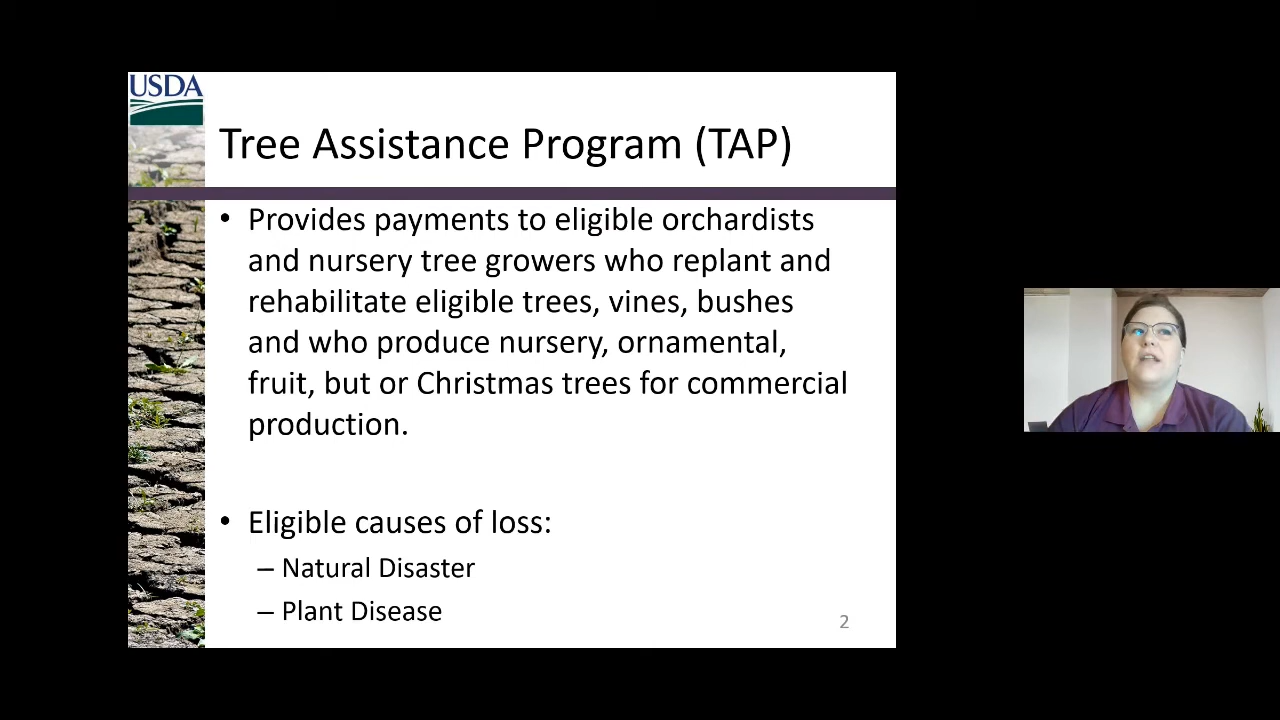 USDA
Tree Assistance Program (TAP)
• Provides payments to eligible orchardists
and nursery tree growers who replant and
rehabilitate eligible trees, vines, bushes
and who produce nursery, ornamental,
fruit, but or Christmas trees for commercial
production.
• Eligible causes of loss:
– Natural Disaster
– Plant Disease
2